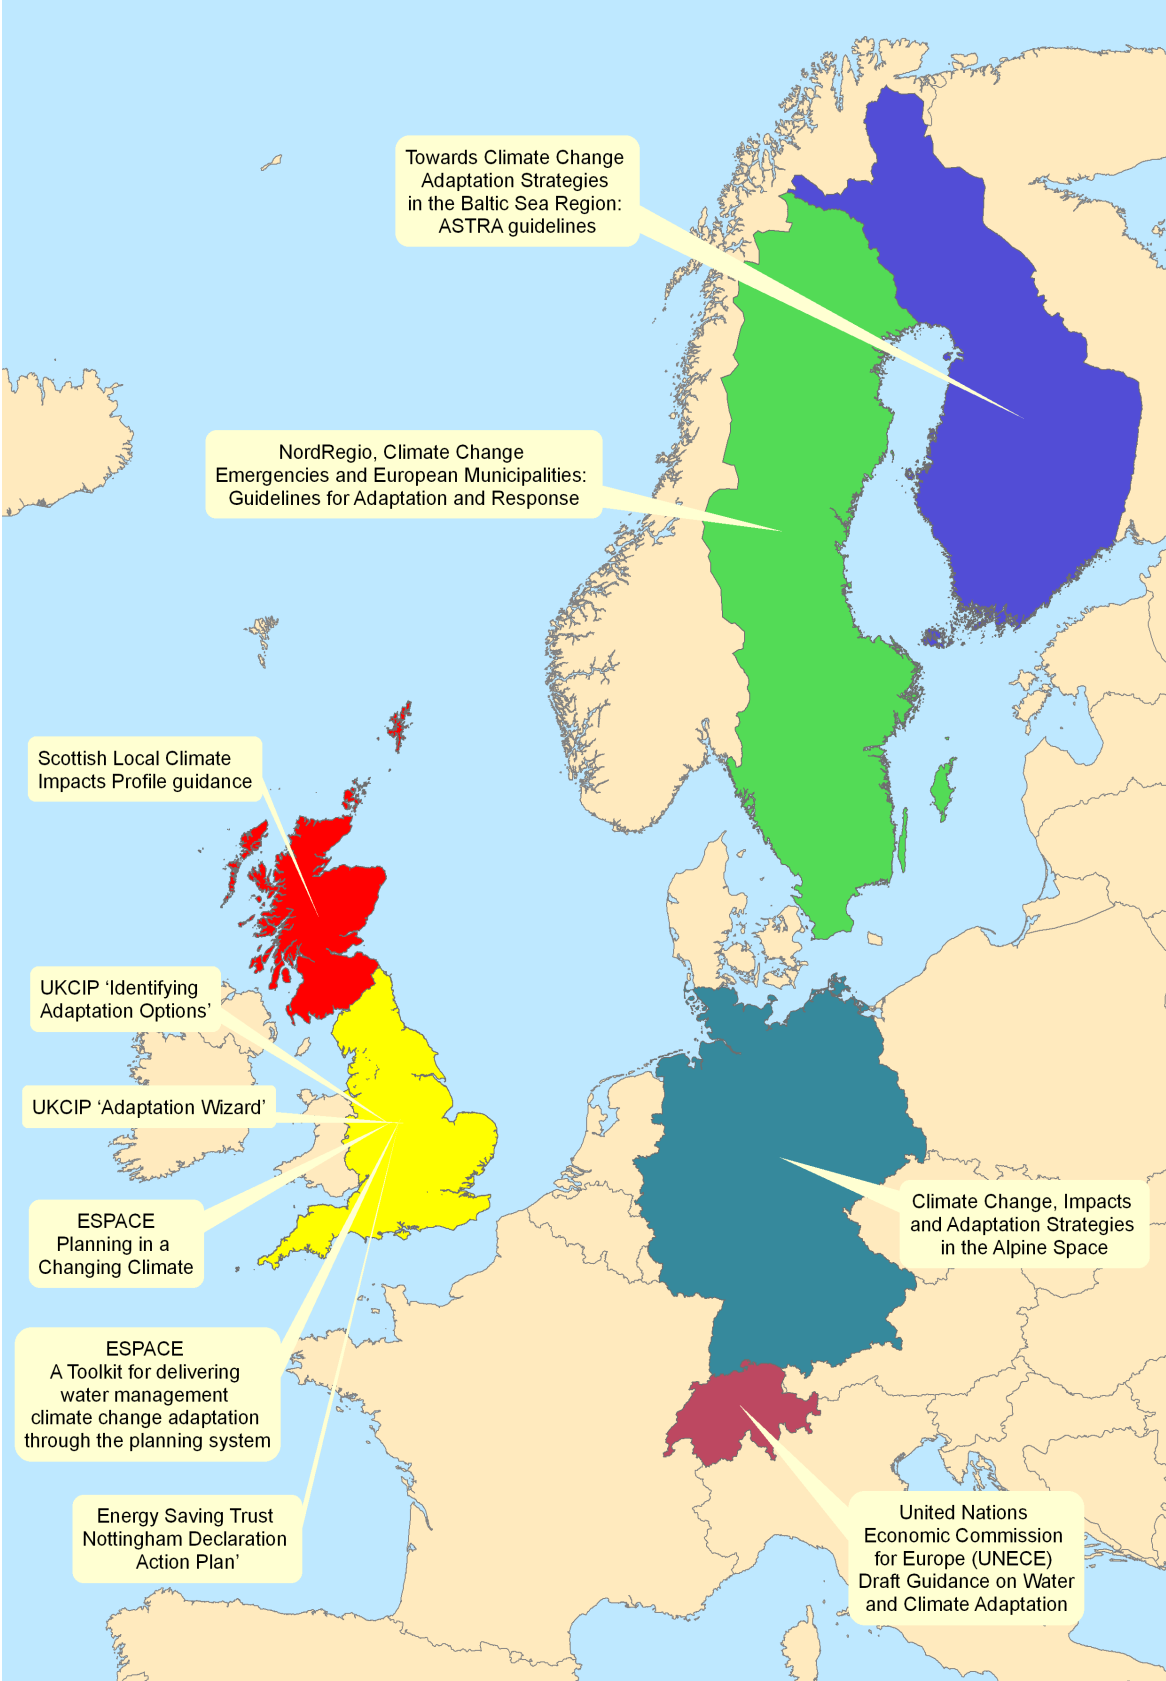 Towards Climate Change
Adaptation Strategies
in the Baltic Sea Region:
ASTRA guidelines
NordRegio, Climate Change
Emergencies and European Municipalities:
Guidelines for Adaptation and Response
Scottish Local Climate
Impacts Profile guidance
UKCIP ‘Identifying
Adaptation Options’
UKCIP ‘Adaptation Wizard’
ESPACE
Planning in a
Changing Climate
Climate Change, Impacts
and Adaptation Strategies
in the Alpine Space
ESPACE
A Toolkit for delivering
water management
climate change adaptation
through the planning system
Energy Saving Trust
Nottingham Declaration
Action Plan’
United Nations
Economic Commission
for Europe (UNECE)
Draft Guidance on Water
and Climate Adaptation